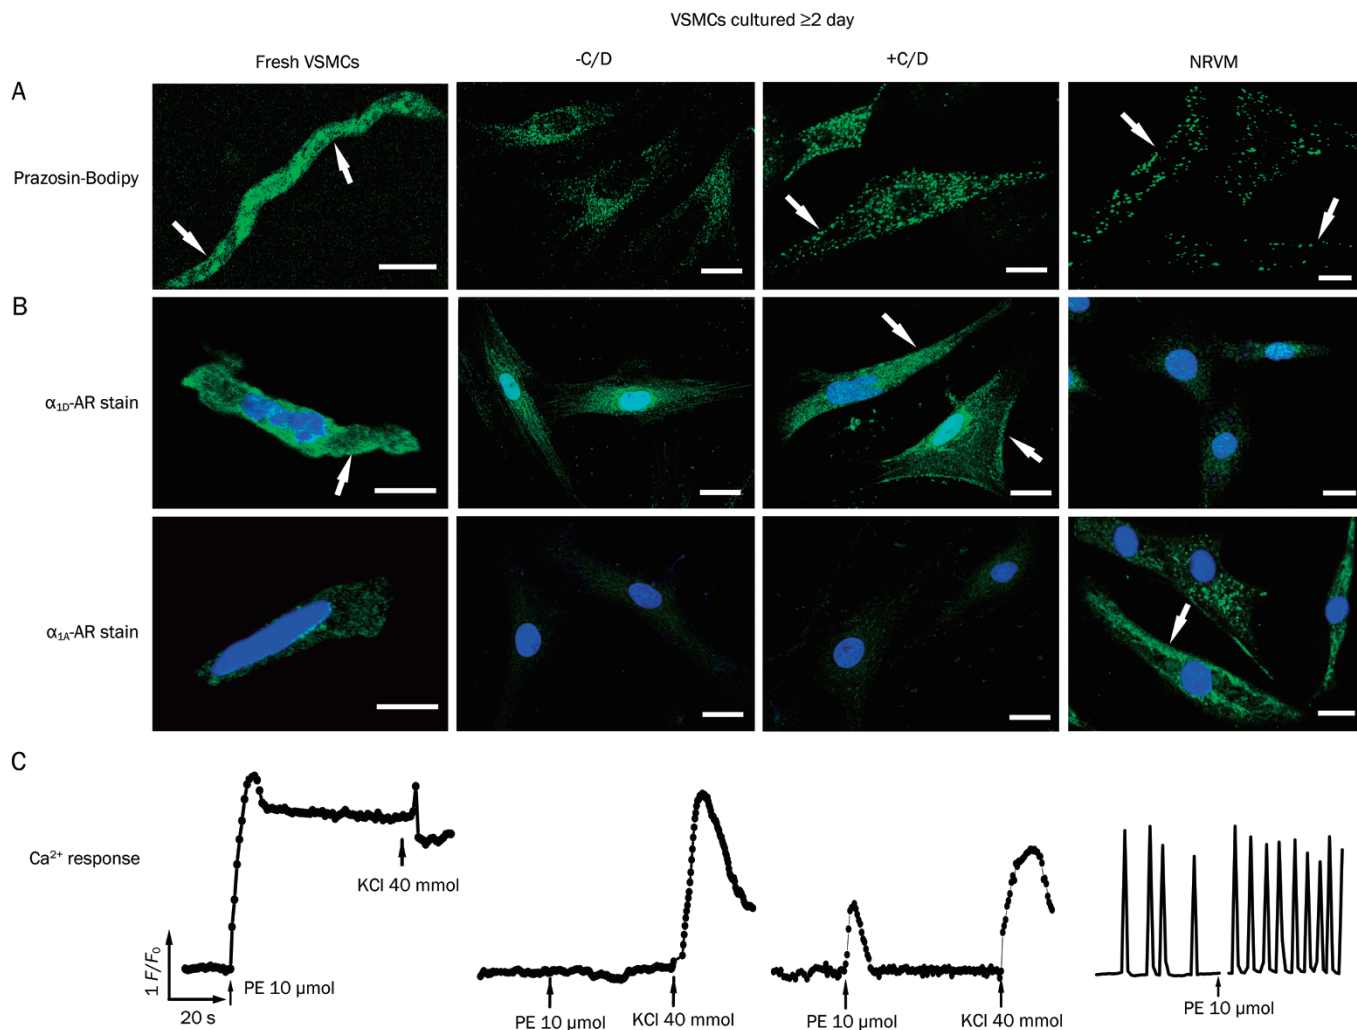 VSMCs cultured ≥2 day
Fresh VSMCs
-C/D
+C/D
NRVM
A
Prazosin-Bodipy
B
α1D-AR stain
α1A-AR stain
C
Ca²⁺ response
1 F/F₀
20 s
PE 10 μmol
KCl 40 mmol
PE 10 μmol
KCl 40 mmol
PE 10 μmol
KCl 40 mmol
PE 10 μmol